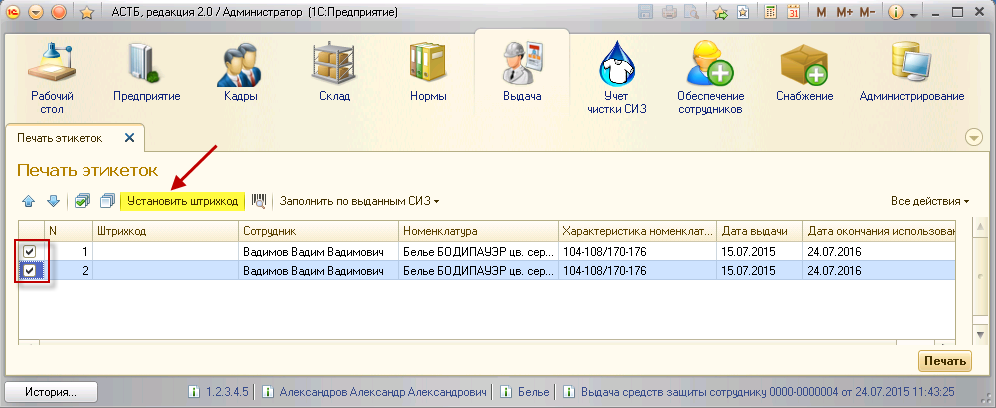 АСТБ, редакция 2.0 / Администратор (1С:Предприятие)
M M+ M-
Рабочий стол
Предприятие
Кадры
Склад
Нормы
Выдача
Учет чистки СИЗ
Обеспечение сотрудников
Снабжение
Администрирование
Печать этикеток
Печать этикеток
Установить штрихкод Заполнить по выданным СИЗ Все действия
N Штрихкод Сотрудник Номенклатура Характеристика номенклат... Дата выдачи Дата окончания использован
1 Вадимов Вадим Вадимович Белье БОДИПАУЭР цв. сер... 104-108/170-176 15.07.2015 24.07.2016
2 Вадимов Вадим Вадимович Белье БОДИПАУЭР цв. сер... 104-108/170-176 15.07.2015 24.07.2016
Печать
История... 1.2.3.4.5 Александров Александр Александрович Белье Выдача средств защиты сотруднику 0000-0000004 от 24.07.2015 11:43:25